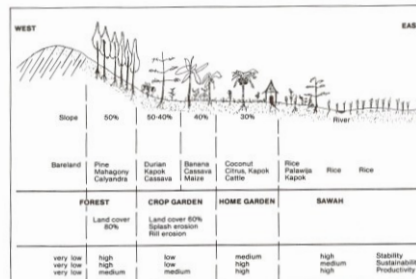 WEST
EAS
Slope 50% 50-40% 40% 30% River
Bareland Pine Durian Banana Coconut Rice Rice Rice
Mahagony Kapok Cassava Citrus, Kapok Palawija
Calyandra Cassava Maize Cattle Kapok
FOREST CROP GARDEN HOME GARDEN SAWAH
Land cover Land cover 60%
80% Splash erosion
Rill erosion
very low high low medium high Stability
very low high low high medium Sustainabi
very low medium medium high high Productivi